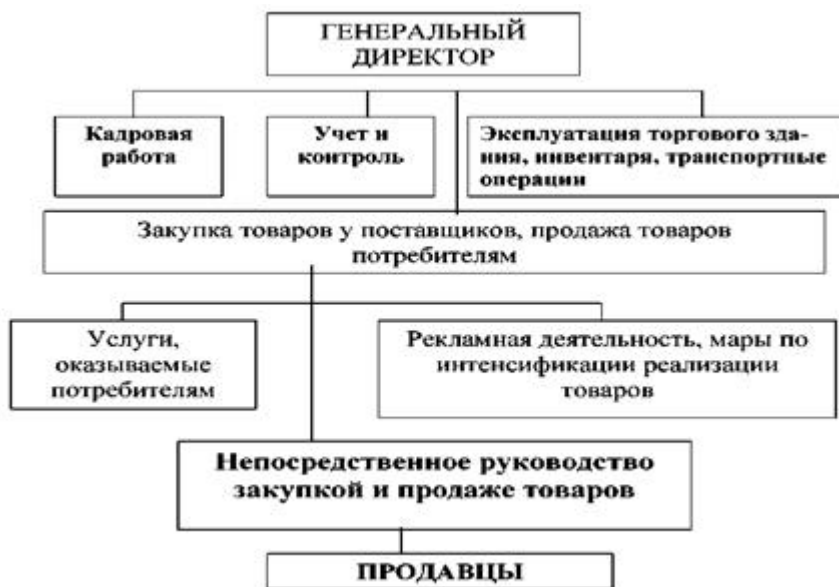 ГЕНЕРАЛЬНЫЙ
ДИРЕКТОР
Кадровая
работа
Учет и
контроль
Эксплуатация торгового зда-
ния, инвентаря, транспортные
операции
Закупка товаров у поставщиков, продажа товаров
потребителям
Услуги,
оказываемые
потребителям
Рекламная деятельность, мары по
интенсификации реализации
товаров
Непосредственное руководство
закупкой и продаже товаров
ПРОДАВЦЫ